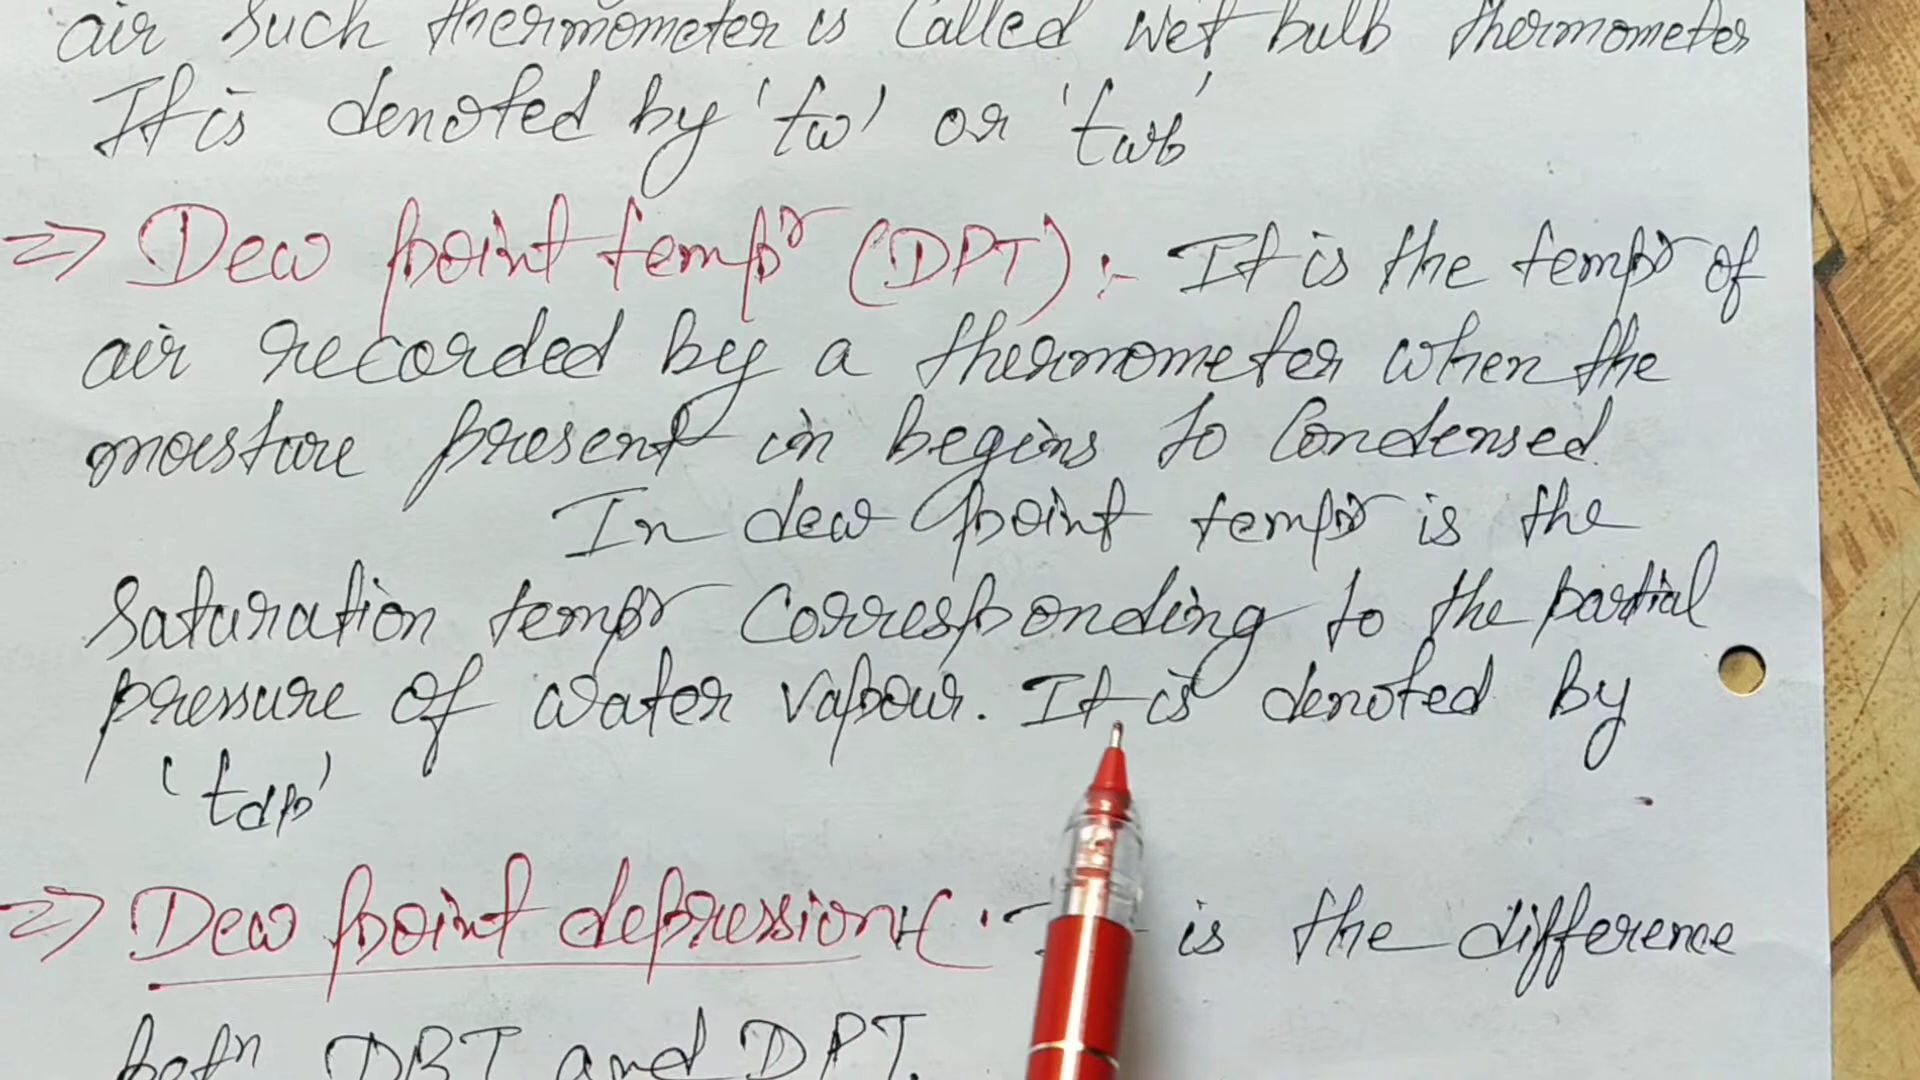 air Such thermometer is Called wet bulb thermometer
It is denoted by 'tw' or 'twb'
⇒ Dew point tempr (DPT) :- It is the tempr of
air recorded by a thermometer when the
moisture present in begins to Condensed.
In dew point tempr is the
Saturation tempr Corresponding to the partial
pressure of water vapour. It is denoted by
'tdp'
⇒ Dew point depression :- is the difference
betn DBT and DPT.